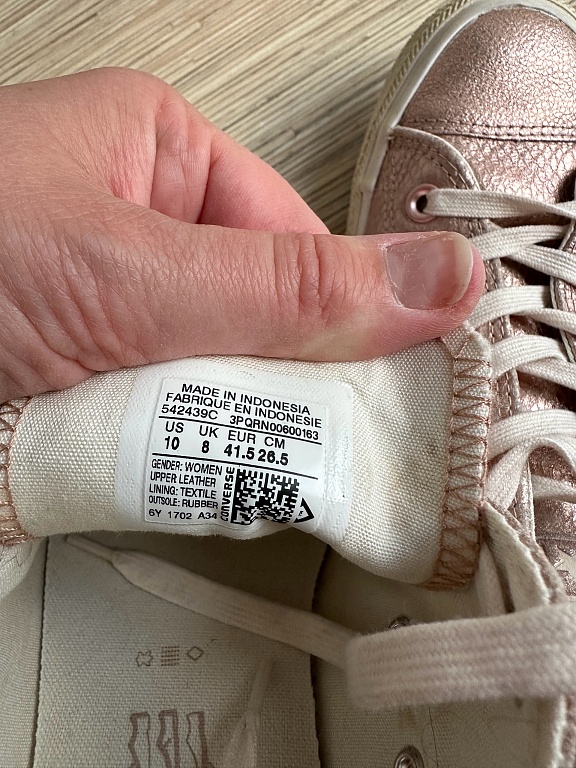 MADE IN INDONESIA
FABRIQUE EN INDONESIE
542439C 3PQRN00600163
US UK EUR CM
10 8 41.5 26.5
GENDER: WOMEN
UPPER LEATHER
LINING: TEXTILE
OUTSOLE: RUBBER
6Y 1702 A34
CONVERSE